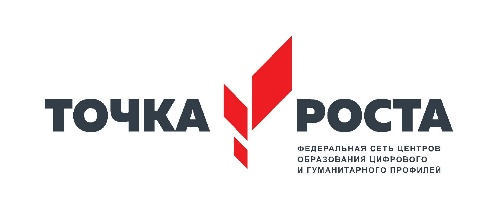 ТОЧКА РОСТА
ФЕДЕРАЛЬНАЯ СЕТЬ ЦЕНТРОВ
ОБРАЗОВАНИЯ ЦИФРОВОГО
И ГУМАНИТАРНОГО ПРОФИЛЕЙ